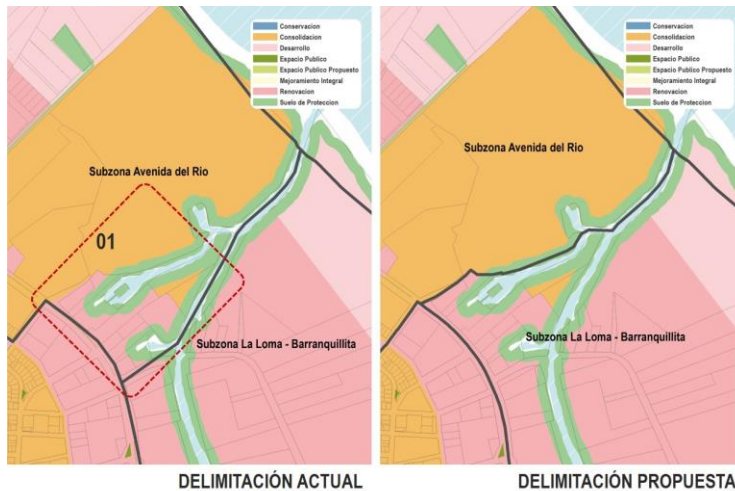 Conservacion
Consolidacion
Desarrollo
Espacio Publico
Espacio Publico Propuesto
Mejoramiento Integral
Renovacion
Suelo de Proteccion
Subzona Avenida del Rio
01
Subzona La Loma - Barranquillita
DELIMITACIÓN ACTUAL
Conservacion
Consolidacion
Desarrollo
Espacio Publico
Espacio Publico Propuesto
Mejoramiento Integral
Renovacion
Suelo de Proteccion
Subzona Avenida del Rio
Subzona La Loma - Barranquillita
DELIMITACIÓN PROPUESTA